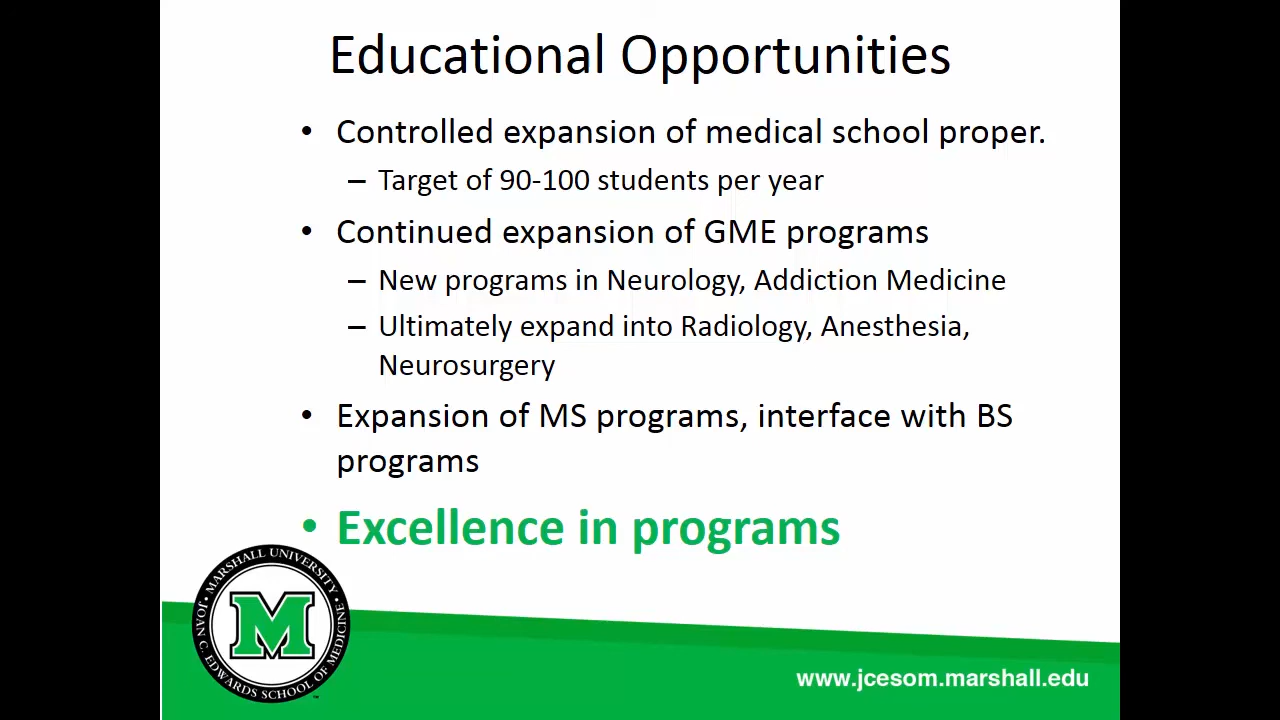 Educational Opportunities
• Controlled expansion of medical school proper.
– Target of 90-100 students per year
• Continued expansion of GME programs
– New programs in Neurology, Addiction Medicine
– Ultimately expand into Radiology, Anesthesia,
Neurosurgery
• Expansion of MS programs, interface with BS
programs
• Excellence in programs
MARSHALL UNIVERSITY
M
JOAN C. EDWARDS SCHOOL OF MEDICINE
www.jcesom.marshall.edu